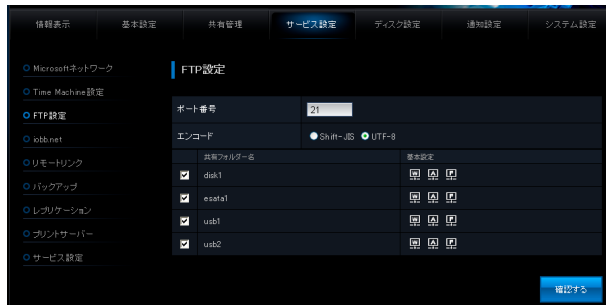 情報表示
基本設定
共有管理
サービス設定
ディスク設定
通知設定
システム設定
Microsoftネットワーク
Time Machine設定
FTP設定
iobb.net
リモートリンク
バックアップ
レプリケーション
プリントサーバー
サービス設定
FTP設定
ポート番号 21
エンコード Shift-JIS UTF-8
共有フォルダー名 基本設定
disk1 W A F
esata1 W A F
usb1 W A F
usb2 W A F
確認する